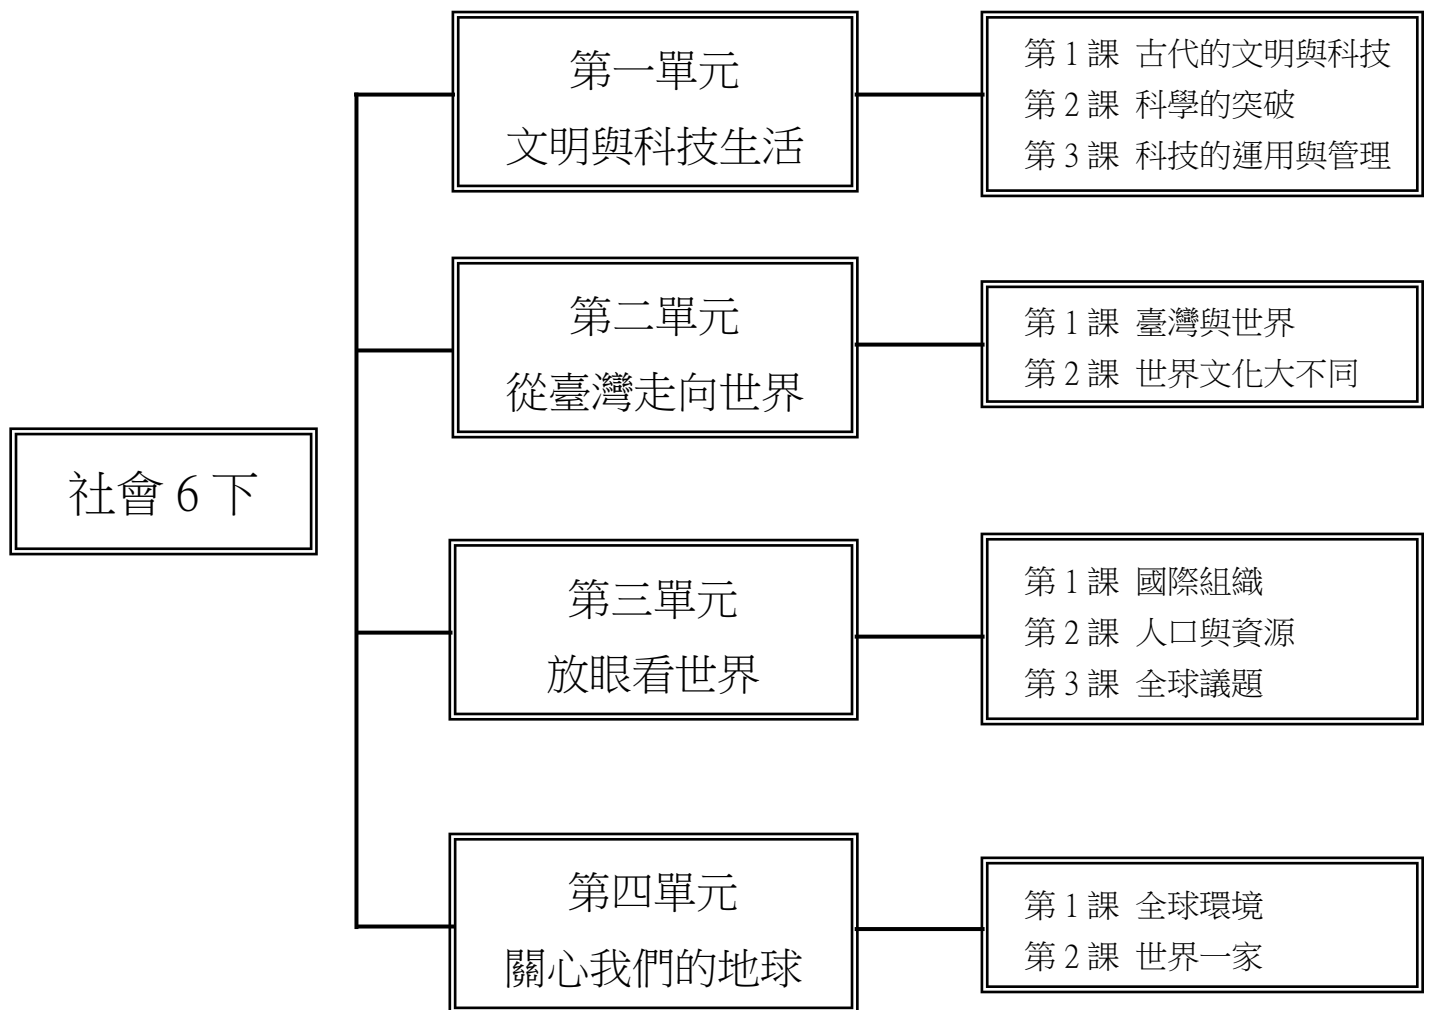 社會 6 下
第一單元
文明與科技生活
第 1 課 古代的文明與科技
第 2 課 科學的突破
第 3 課 科技的運用與管理
第二單元
從臺灣走向世界
第 1 課 臺灣與世界
第 2 課 世界文化大不同
第三單元
放眼看世界
第 1 課 國際組織
第 2 課 人口與資源
第 3 課 全球議題
第四單元
關心我們的地球
第 1 課 全球環境
第 2 課 世界一家